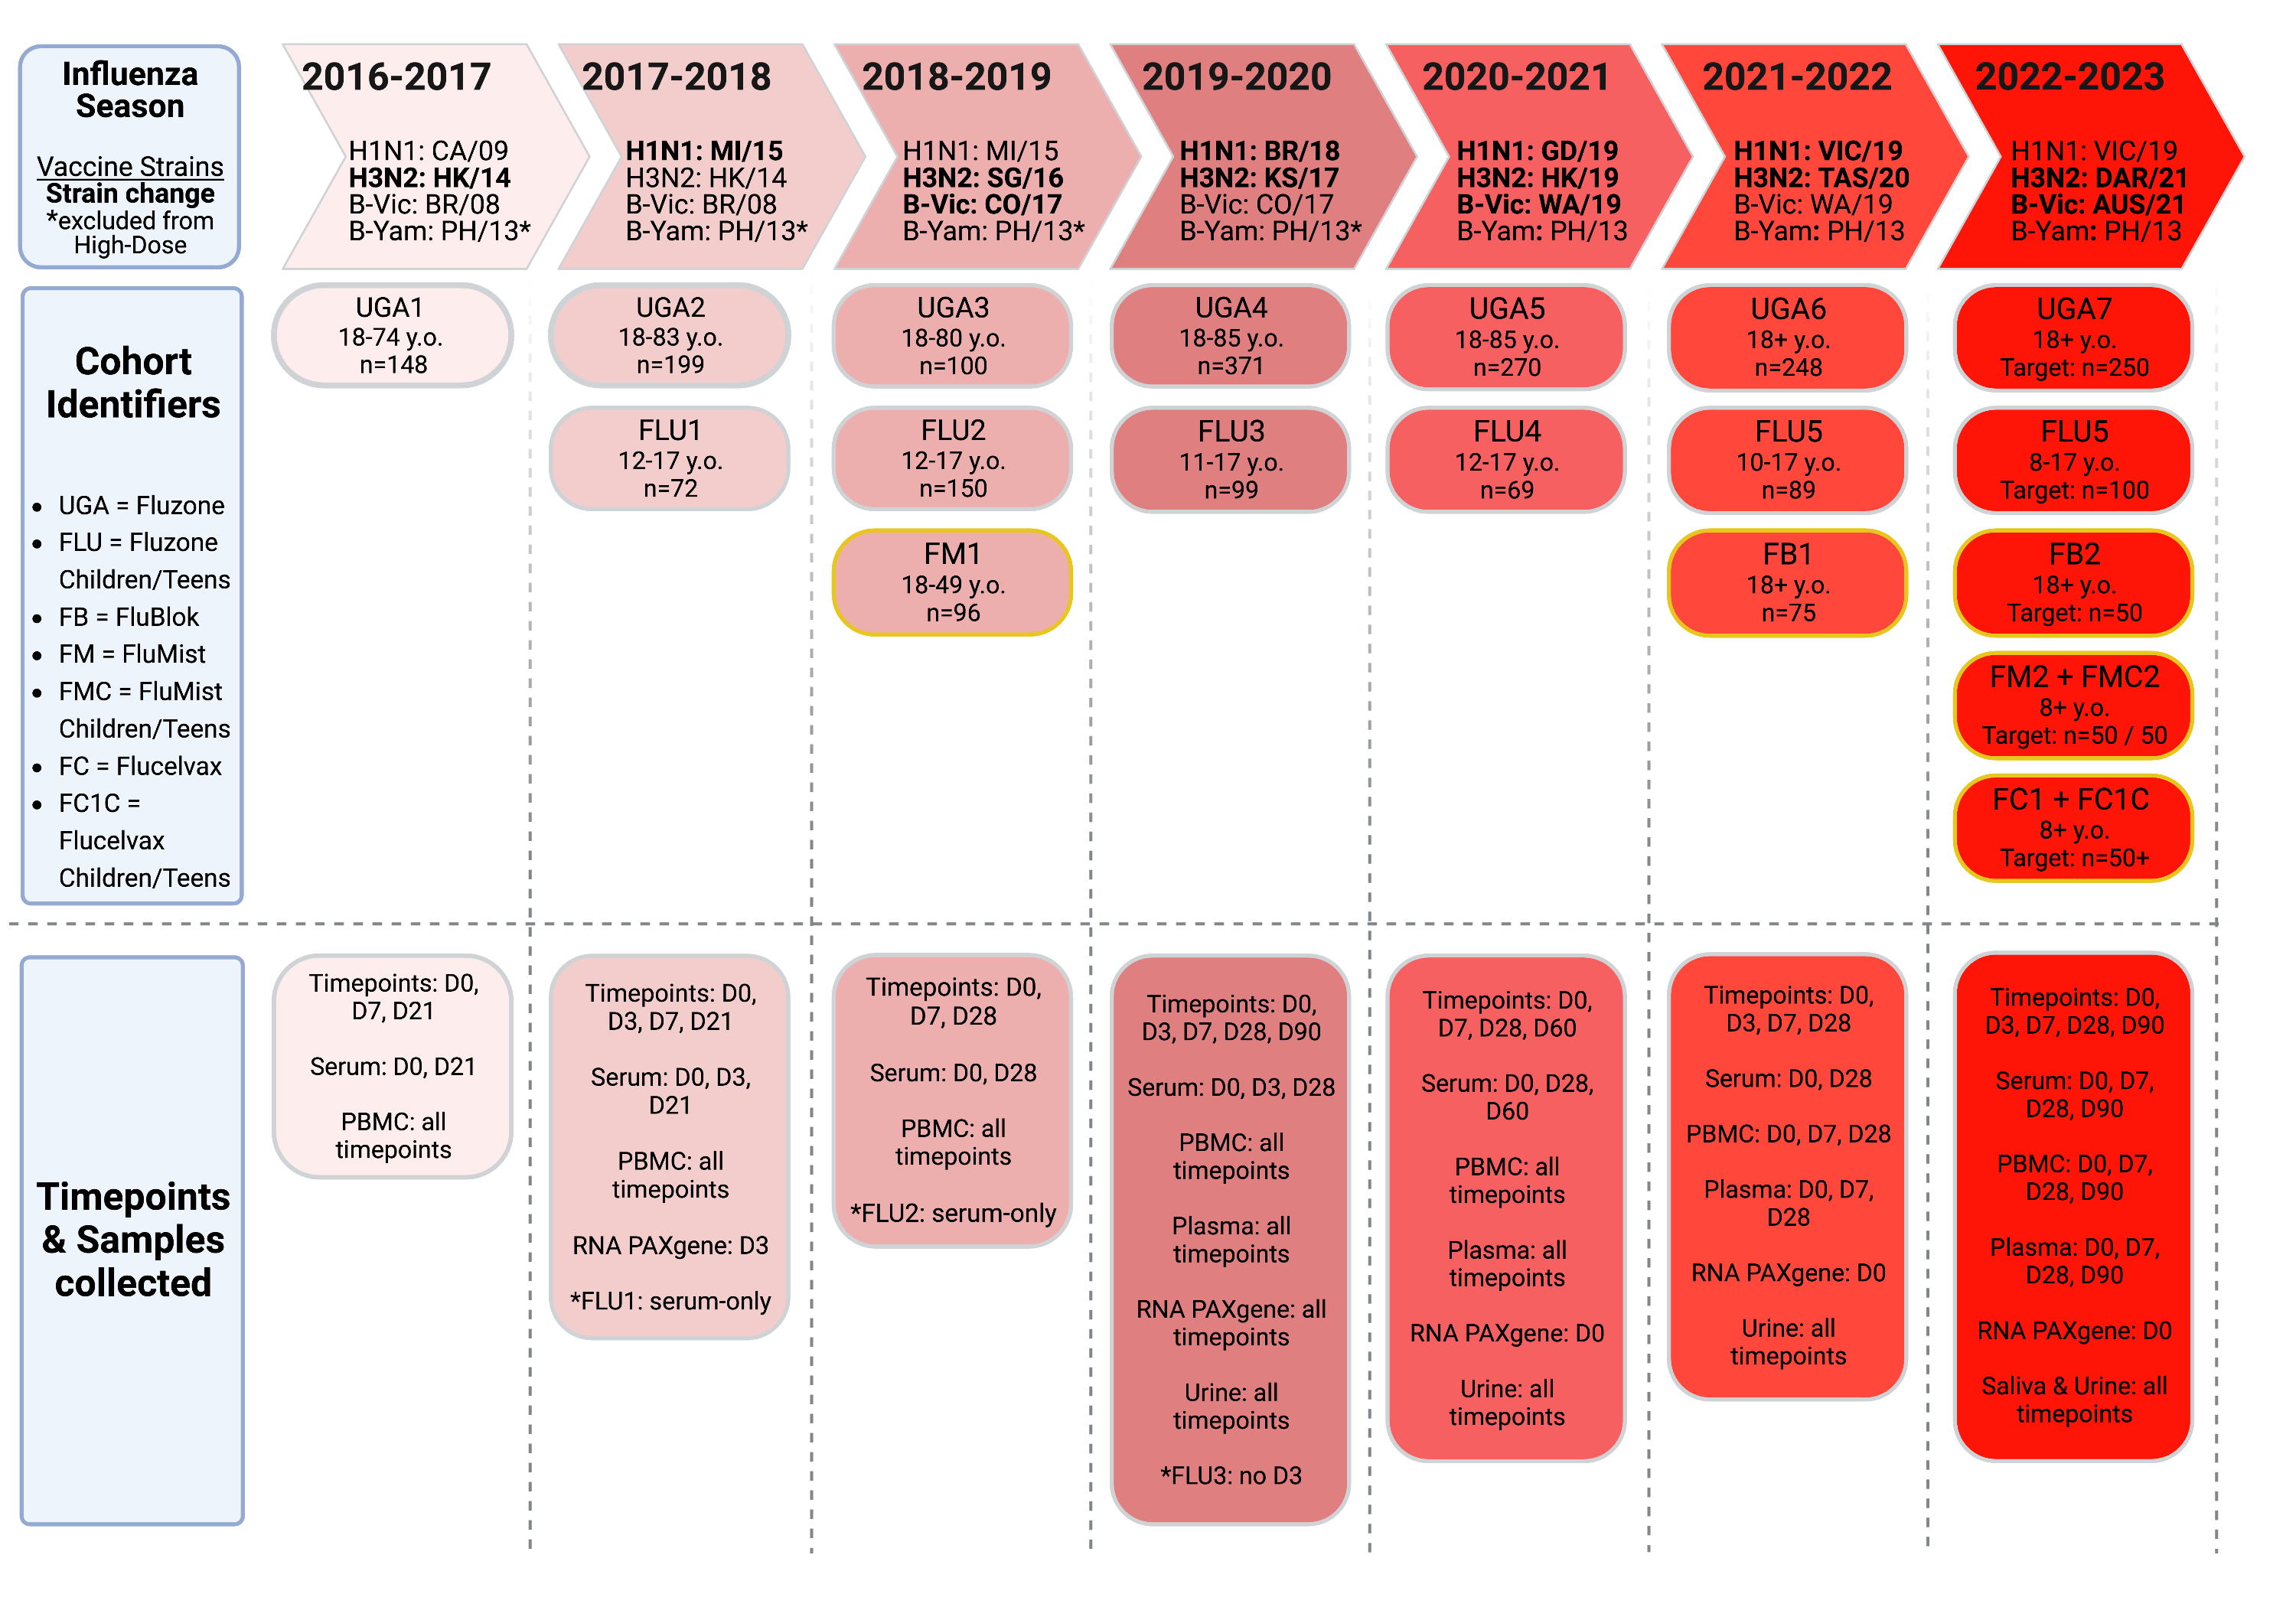 Influenza
Season
Vaccine Strains
Strain change
*excluded from
High-Dose
2016-2017
H1N1: CA/09
H3N2: HK/14
B-Vic: BR/08
B-Yam: PH/13*
2017-2018
H1N1: MI/15
H3N2: HK/14
B-Vic: BR/08
B-Yam: PH/13*
2018-2019
H1N1: MI/15
H3N2: SG/16
B-Vic: CO/17
B-Yam: PH/13*
2019-2020
H1N1: BR/18
H3N2: KS/17
B-Vic: CO/17
B-Yam: PH/13*
2020-2021
H1N1: GD/19
H3N2: HK/19
B-Vic: WA/19
B-Yam: PH/13
2021-2022
H1N1: VIC/19
H3N2: TAS/20
B-Vic: WA/19
B-Yam: PH/13
2022-2023
H1N1: VIC/19
H3N2: DAR/21
B-Vic: AUS/21
B-Yam: PH/13
Cohort
Identifiers
• UGA = Fluzone
• FLU = Fluzone
Children/Teens
• FB = FluBlok
• FM = FluMist
• FMC = FluMist
Children/Teens
• FC = Flucelvax
• FC1C =
Flucelvax
Children/Teens
UGA1
18-74 y.o.
n=148
UGA2
18-83 y.o.
n=199
UGA3
18-80 y.o.
n=100
UGA4
18-85 y.o.
n=371
UGA5
18-85 y.o.
n=270
UGA6
18+ y.o.
n=248
UGA7
18+ y.o.
Target: n=250
FLU1
12-17 y.o.
n=72
FLU2
12-17 y.o.
n=150
FLU3
11-17 y.o.
n=99
FLU4
12-17 y.o.
n=69
FLU5
10-17 y.o.
n=89
FLU5
8-17 y.o.
Target: n=100
FM1
18-49 y.o.
n=96
FB1
18+ y.o.
n=75
FB2
18+ y.o.
Target: n=50
FM2 + FMC2
8+ y.o.
Target: n=50 / 50
FC1 + FC1C
8+ y.o.
Target: n=50+
Timepoints
& Samples
collected
Timepoints: D0,
D7, D21
Serum: D0, D21
PBMC: all
timepoints
Timepoints: D0,
D3, D7, D21
Serum: D0, D3,
D21
PBMC: all
timepoints
RNA PAXgene: D3
*FLU1: serum-only
Timepoints: D0,
D7, D28
Serum: D0, D28
PBMC: all
timepoints
*FLU2: serum-only
Timepoints: D0,
D3, D7, D28, D90
Serum: D0, D3, D28
PBMC: all
timepoints
Plasma: all
timepoints
RNA PAXgene: all
timepoints
Urine: all
timepoints
*FLU3: no D3
Timepoints: D0,
D7, D28, D60
Serum: D0, D28,
D60
PBMC: all
timepoints
Plasma: all
timepoints
RNA PAXgene: D0
Urine: all
timepoints
Timepoints: D0,
D3, D7, D28
Serum: D0, D28
PBMC: D0, D7, D28
Plasma: D0, D7,
D28
RNA PAXgene: D0
Urine: all
timepoints
Timepoints: D0,
D3, D7, D28, D90
Serum: D0, D7,
D28, D90
PBMC: D0, D7,
D28, D90
Plasma: D0, D7,
D28, D90
RNA PAXgene: D0
Saliva & Urine: all
timepoints